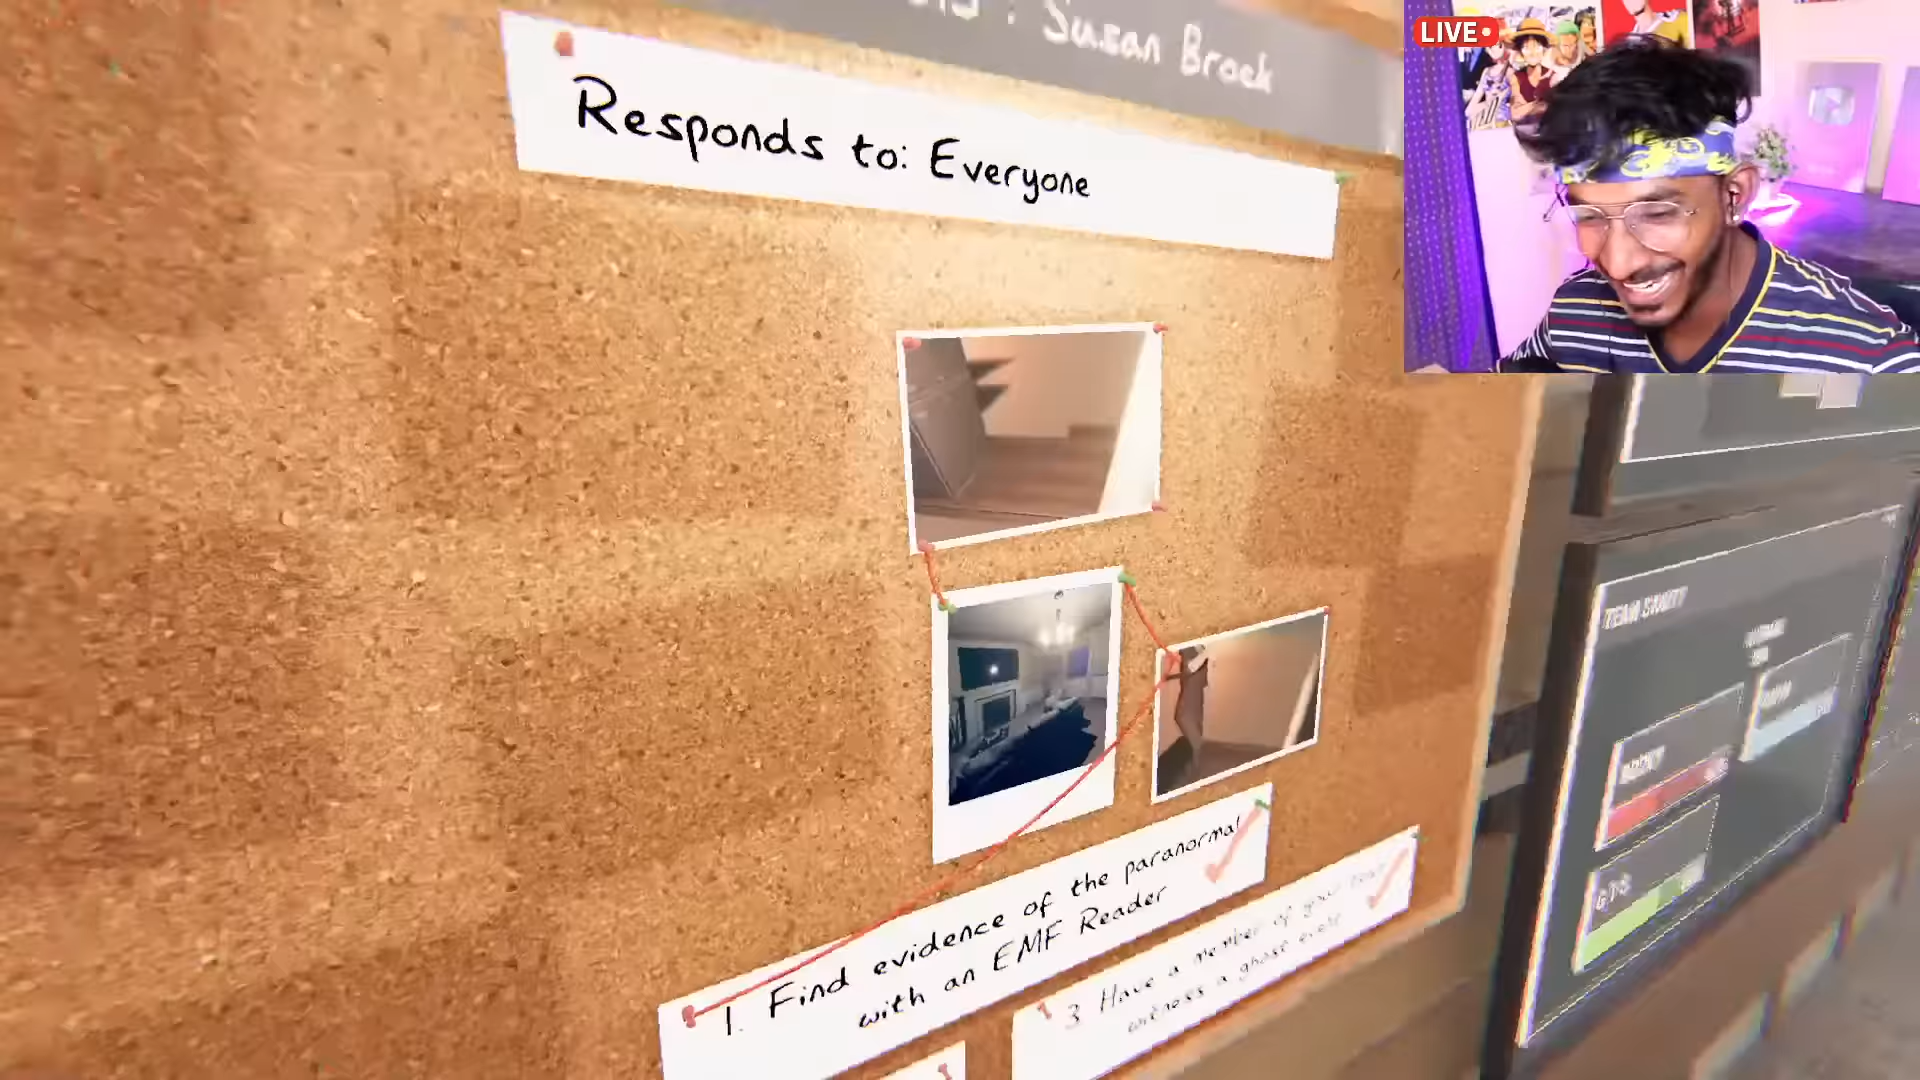 LIVE
: Susan Brock
Responds to: Everyone
1. Find evidence of the paranormal
with an EMF Reader
3 Have a member of your team
witness a ghost event
TEAM SANITY